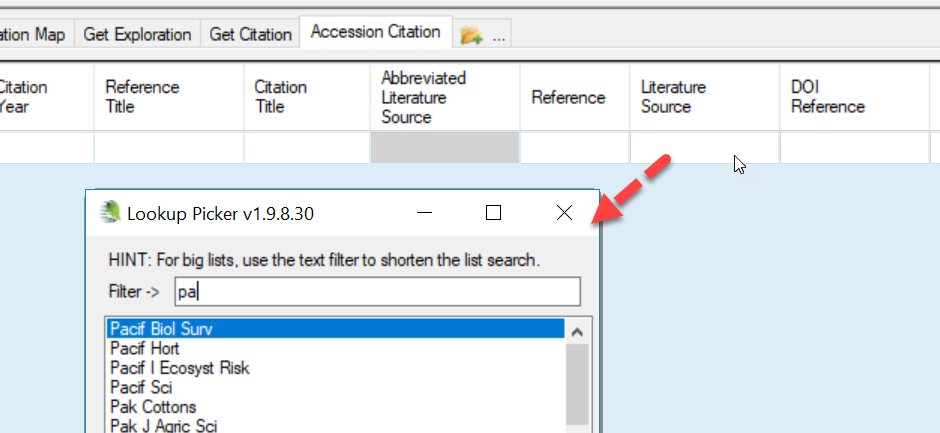 ation Map Get Exploration Get Citation Accession Citation ...
Citation Year Reference Title Citation Title Abbreviated Literature Source Reference Literature Source DOI Reference
Lookup Picker v1.9.8.30
HINT: For big lists, use the text filter to shorten the list search.
Filter -> pa
Pacif Biol Surv
Pacif Hort
Pacif I Ecosyst Risk
Pacif Sci
Pak Cottons
Pak J Agric Sci